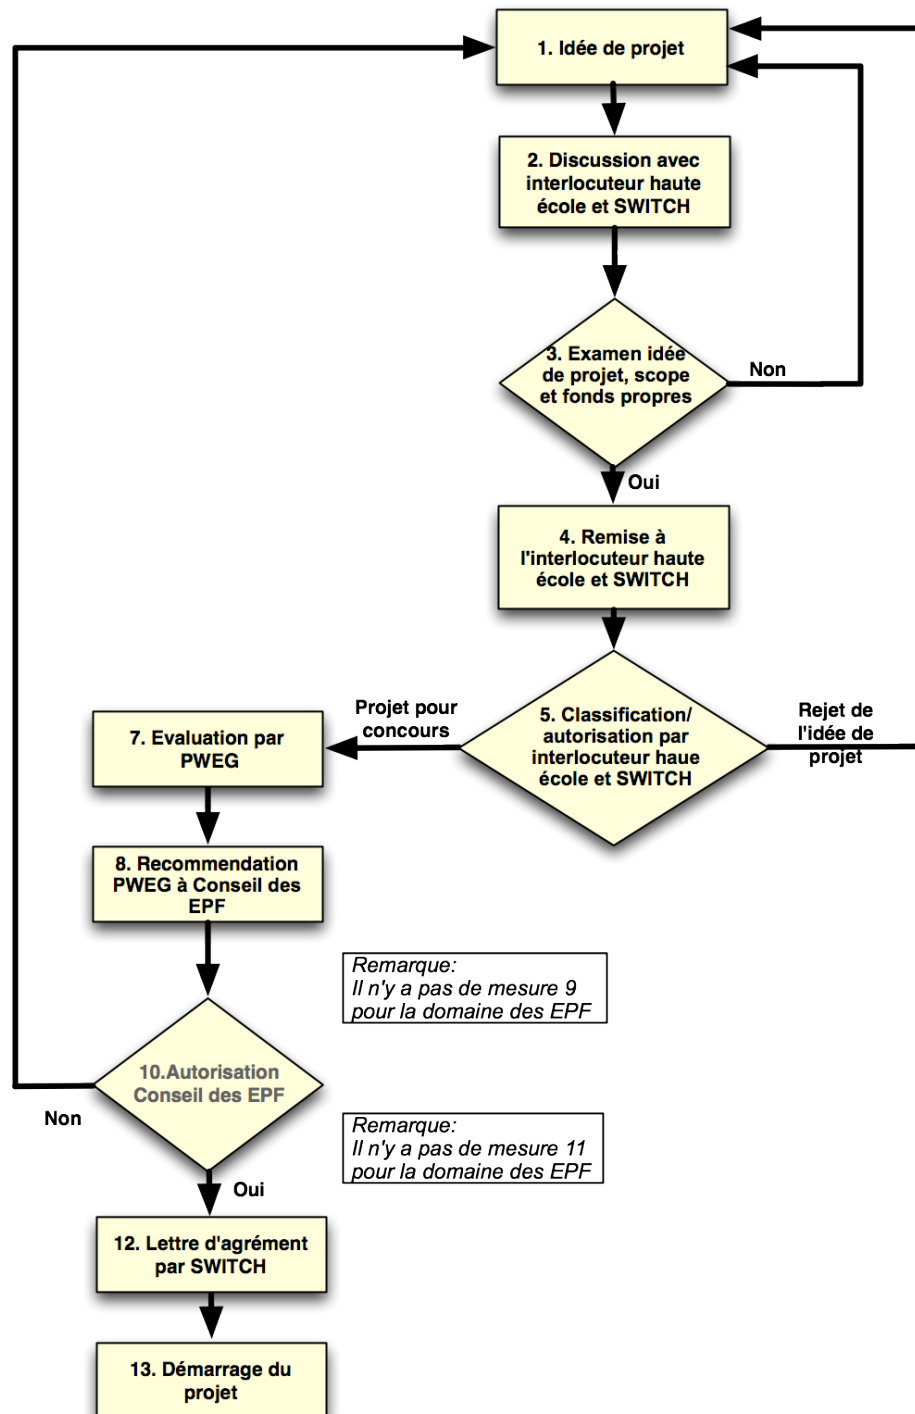 1. Idée de projet
2. Discussion avec
interlocuteur haute
école et SWITCH
3. Examen idée
de projet, scope
et fonds propres
Non
Oui
4. Remise à
l'interlocuteur haute
école et SWITCH
5. Classification/
autorisation par
interlocuteur haue
école et SWITCH
Projet pour
concours
Rejet de
l'idée de
projet
7. Evaluation par
PWEG
8. Recommendation
PWEG à Conseil des
EPF
Remarque:
Il n'y a pas de mesure 9
pour la domaine des EPF
10.Autorisation
Conseil des EPF
Non
Remarque:
Il n'y a pas de mesure 11
pour la domaine des EPF
Oui
12. Lettre d'agrément
par SWITCH
13. Démarrage du
projet